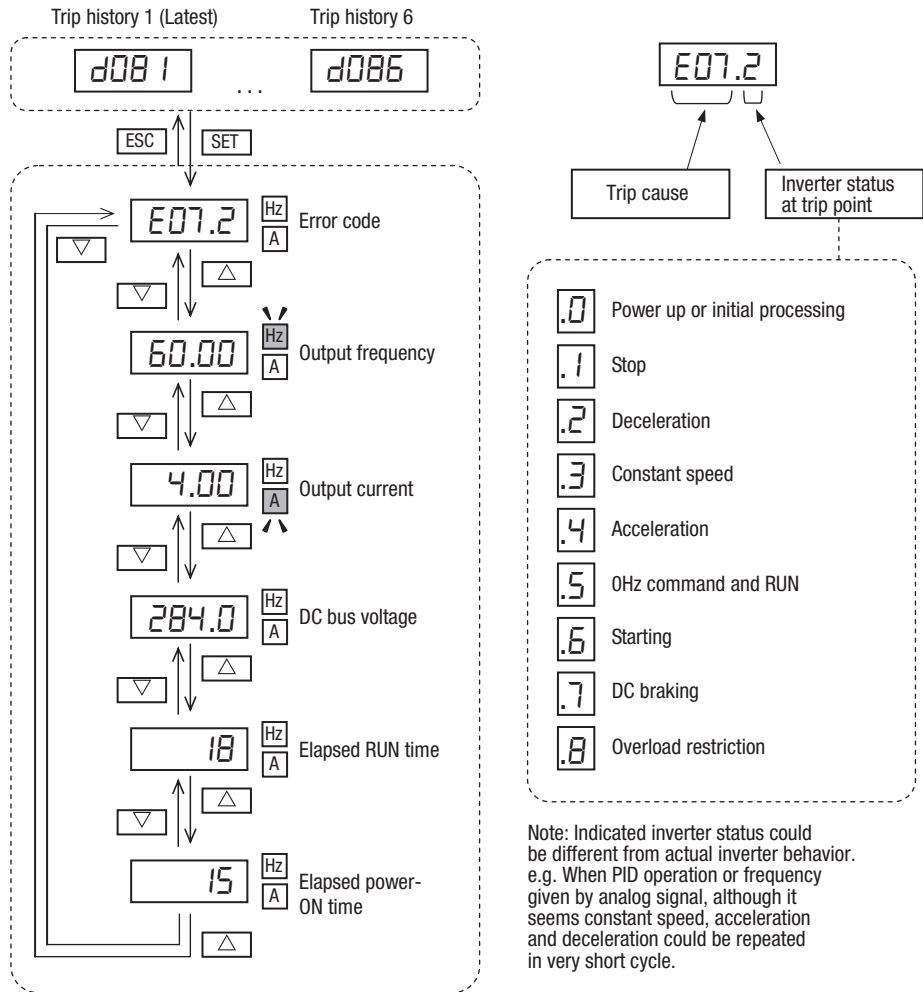 Trip history 1 (Latest)
Trip history 6
d081
...
d086
ESC
SET
E07.2
Hz
A
Error code
60.00
Hz
A
Output frequency
4.00
Hz
A
Output current
284.0
Hz
A
DC bus voltage
18
Hz
A
Elapsed RUN time
15
Hz
A
Elapsed power-
ON time
E07.2
Trip cause
Inverter status
at trip point
.0 Power up or initial processing
.1 Stop
.2 Deceleration
.3 Constant speed
.4 Acceleration
.5 0Hz command and RUN
.6 Starting
.7 DC braking
.8 Overload restriction
Note: Indicated inverter status could
be different from actual inverter behavior.
e.g. When PID operation or frequency
given by analog signal, although it
seems constant speed, acceleration
and deceleration could be repeated
in very short cycle.